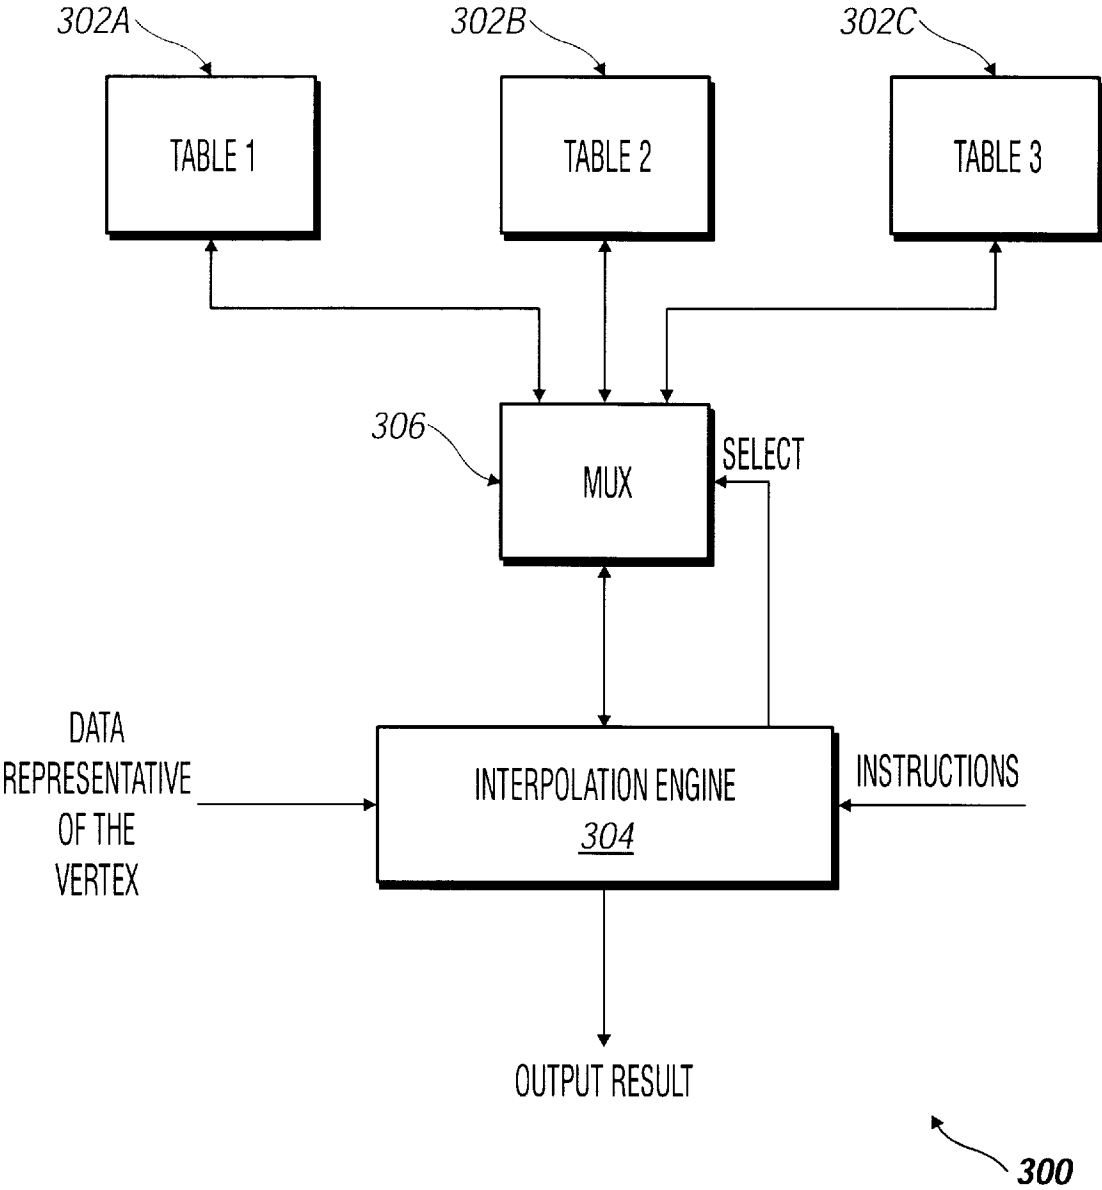 302A
302B
302C
TABLE 1
TABLE 2
TABLE 3
306
MUX
SELECT
DATA
REPRESENTATIVE
OF THE
VERTEX
INTERPOLATION ENGINE
304
INSTRUCTIONS
OUTPUT RESULT
300